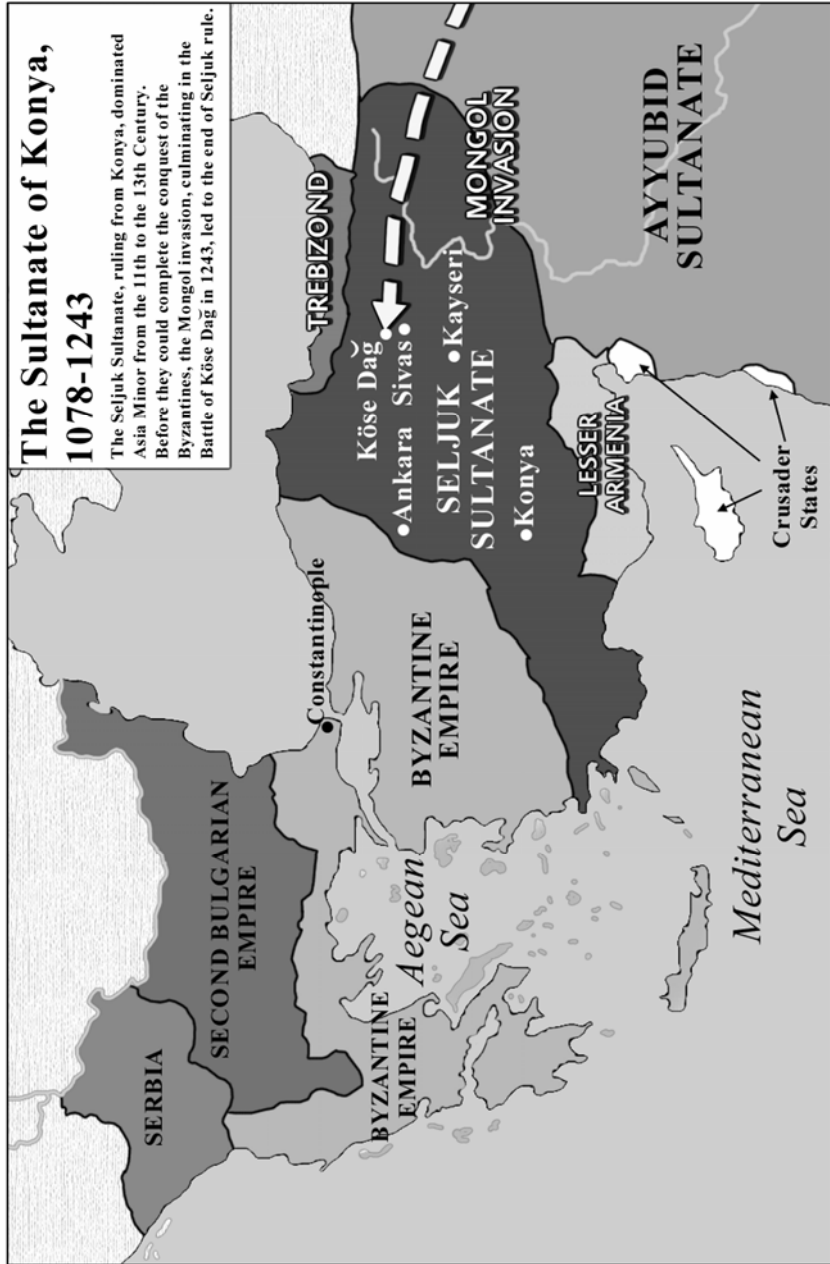 The Sultanate of Konya,
1078-1243
The Seljuk Sultanate, ruling from Konya, dominated
Asia Minor from the 11th to the 13th Century.
Before they could complete the conquest of the
Byzantines, the Mongol invasion, culminating in the
Battle of Köse Dağ in 1243, led to the end of Seljuk rule.
SERBIA
SECOND BULGARIAN
EMPIRE
Constantinople
TREBIZOND
BYZANTINE
EMPIRE
Aegean
Sea
BYZANTINE
EMPIRE
Köse Dağ
Ankara
Sivas
SELJUK
SULTANATE
Kayseri
Konya
MONGOL
INVASION
LESSER
ARMENIA
AYYUBID
SULTANATE
Mediterranean
Sea
Crusader
States